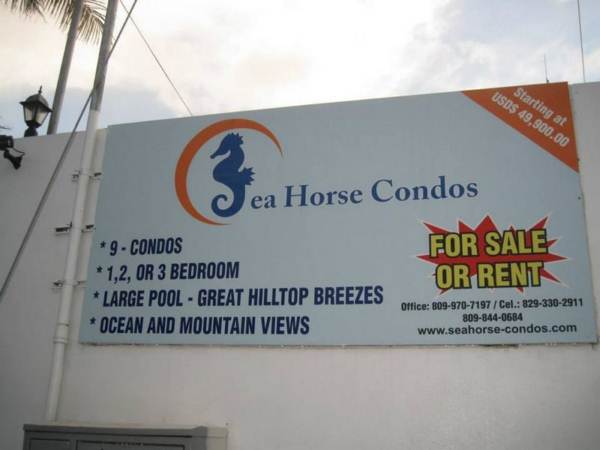 Starting at
USD$ 49,900.00
Sea Horse Condos
* 9 - CONDOS
* 1,2, OR 3 BEDROOM
* LARGE POOL - GREAT HILLTOP BREEZES
* OCEAN AND MOUNTAIN VIEWS
FOR SALE
OR RENT
Office: 809-970-7197 / Cel.: 829-330-2911
809-844-0684
www.seahorse-condos.com